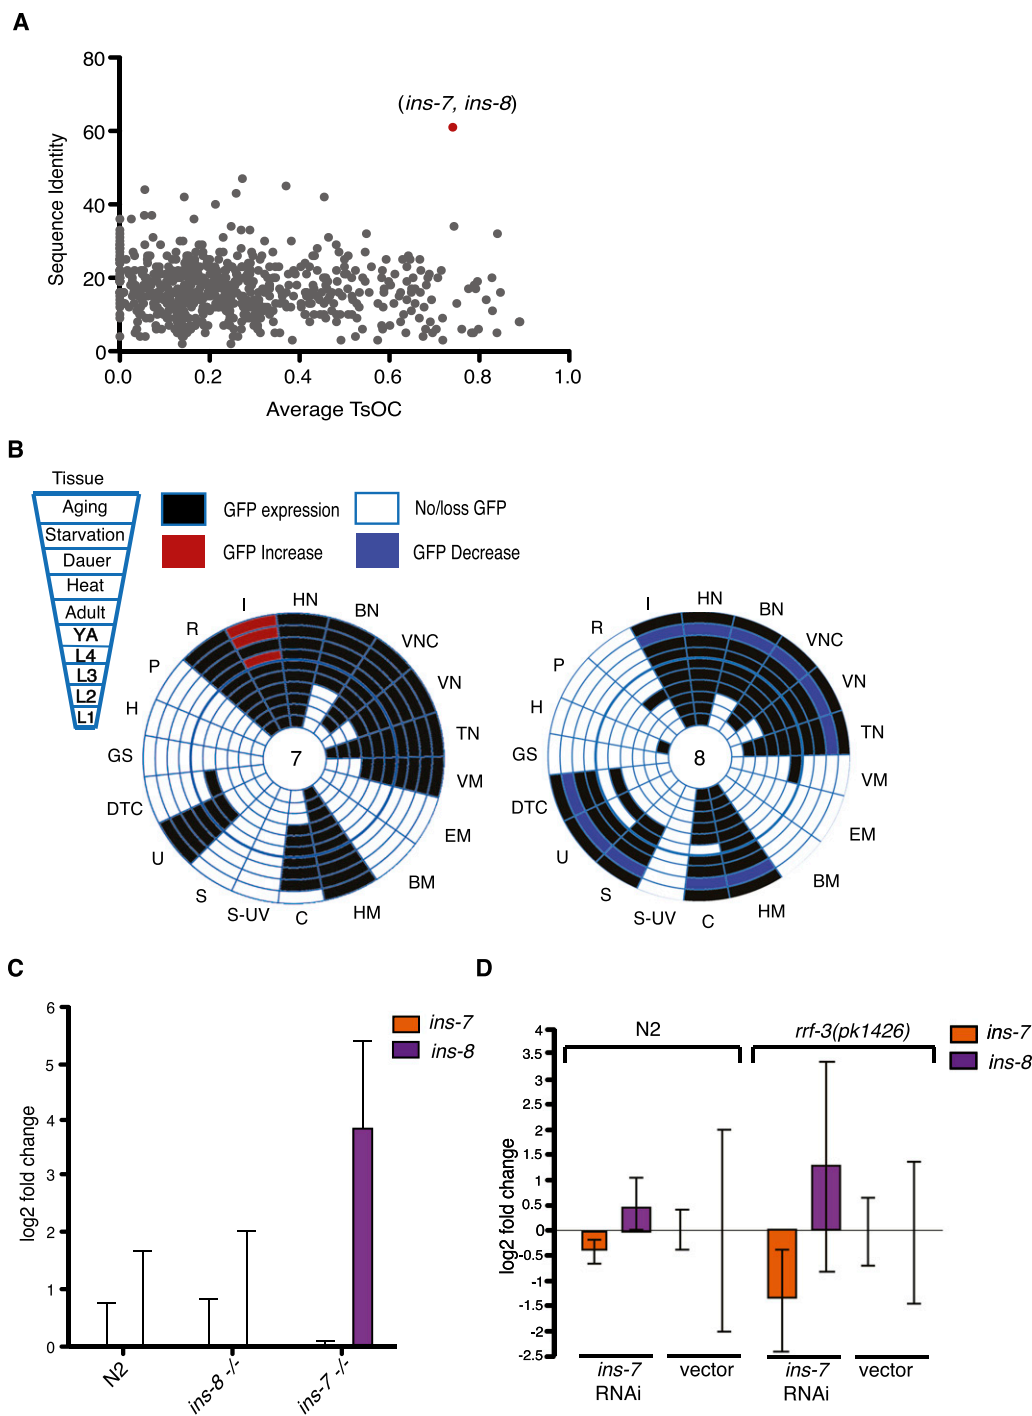 A
80
60
40
20
0
Sequence Identity
(ins-7, ins-8)
0.0 0.2 0.4 0.6 0.8 1.0
Average TsOC
B
Tissue
Aging
Starvation
Dauer
Heat
Adult
YA
L4
L3
L2
L1
GFP expression
No/loss GFP
GFP Increase
GFP Decrease
I
HN
BN
VNC
VN
TN
VM
EM
BM
HM
C
S-UV
S
U
DTC
GS
H
P
R
7
I
HN
BN
VNC
VN
TN
VM
EM
BM
HM
C
S-UV
S
U
DTC
GS
H
P
R
8
C
6
5
4
3
2
1
0
log2 fold change
ins-7
ins-8
N2
ins-8 -/-
ins-7 -/-
D
4
3.5
3
2.5
2
1.5
1
0.5
0
-0.5
-1
-1.5
-2
-2.5
log2 fold change
N2
rrf-3(pk1426)
ins-7
ins-8
ins-7
RNAi
vector
ins-7
RNAi
vector